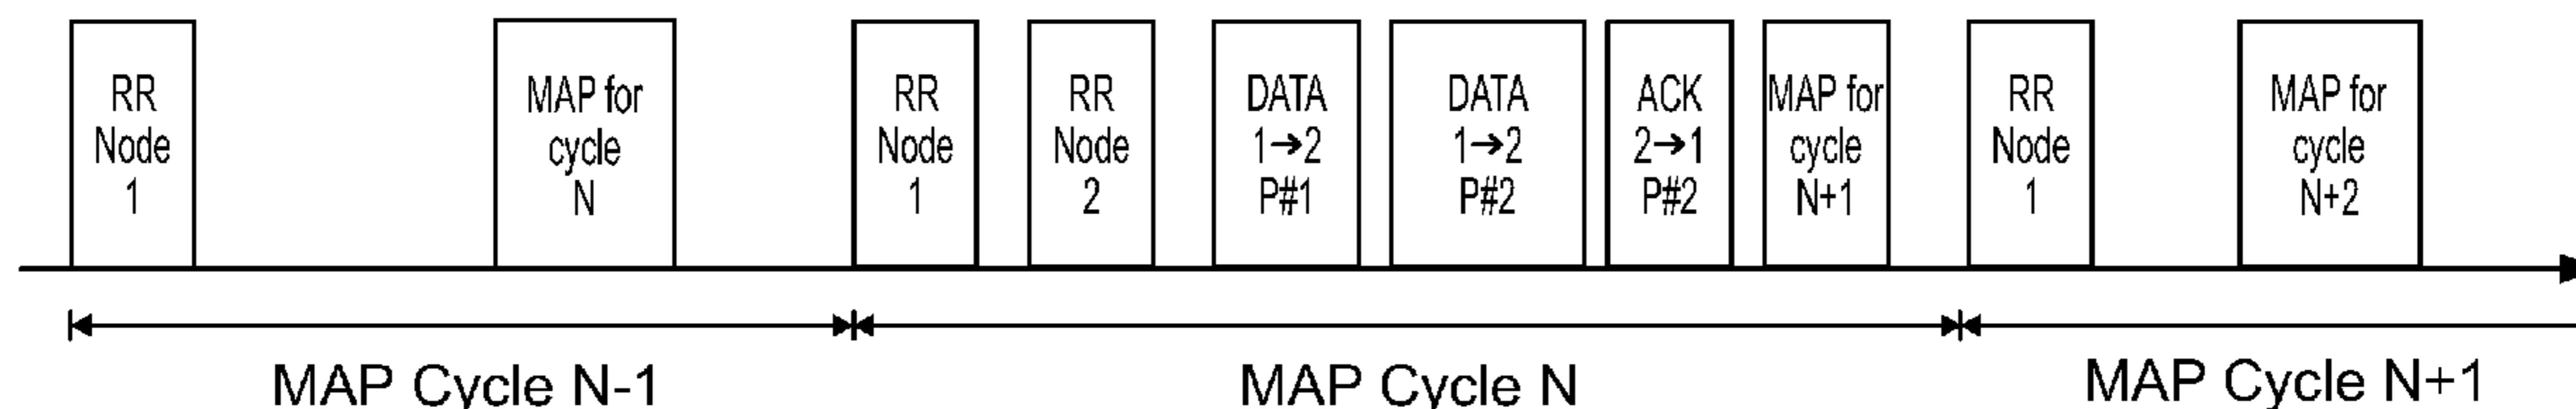 RR
Node
1
MAP for
cycle
N
RR
Node
1
RR
Node
2
DATA
1→2
P#1
DATA
1→2
P#2
ACK
2→1
P#2
MAP for
cycle
N+1
RR
Node
1
MAP for
cycle
N+2
MAP Cycle N-1
MAP Cycle N
MAP Cycle N+1